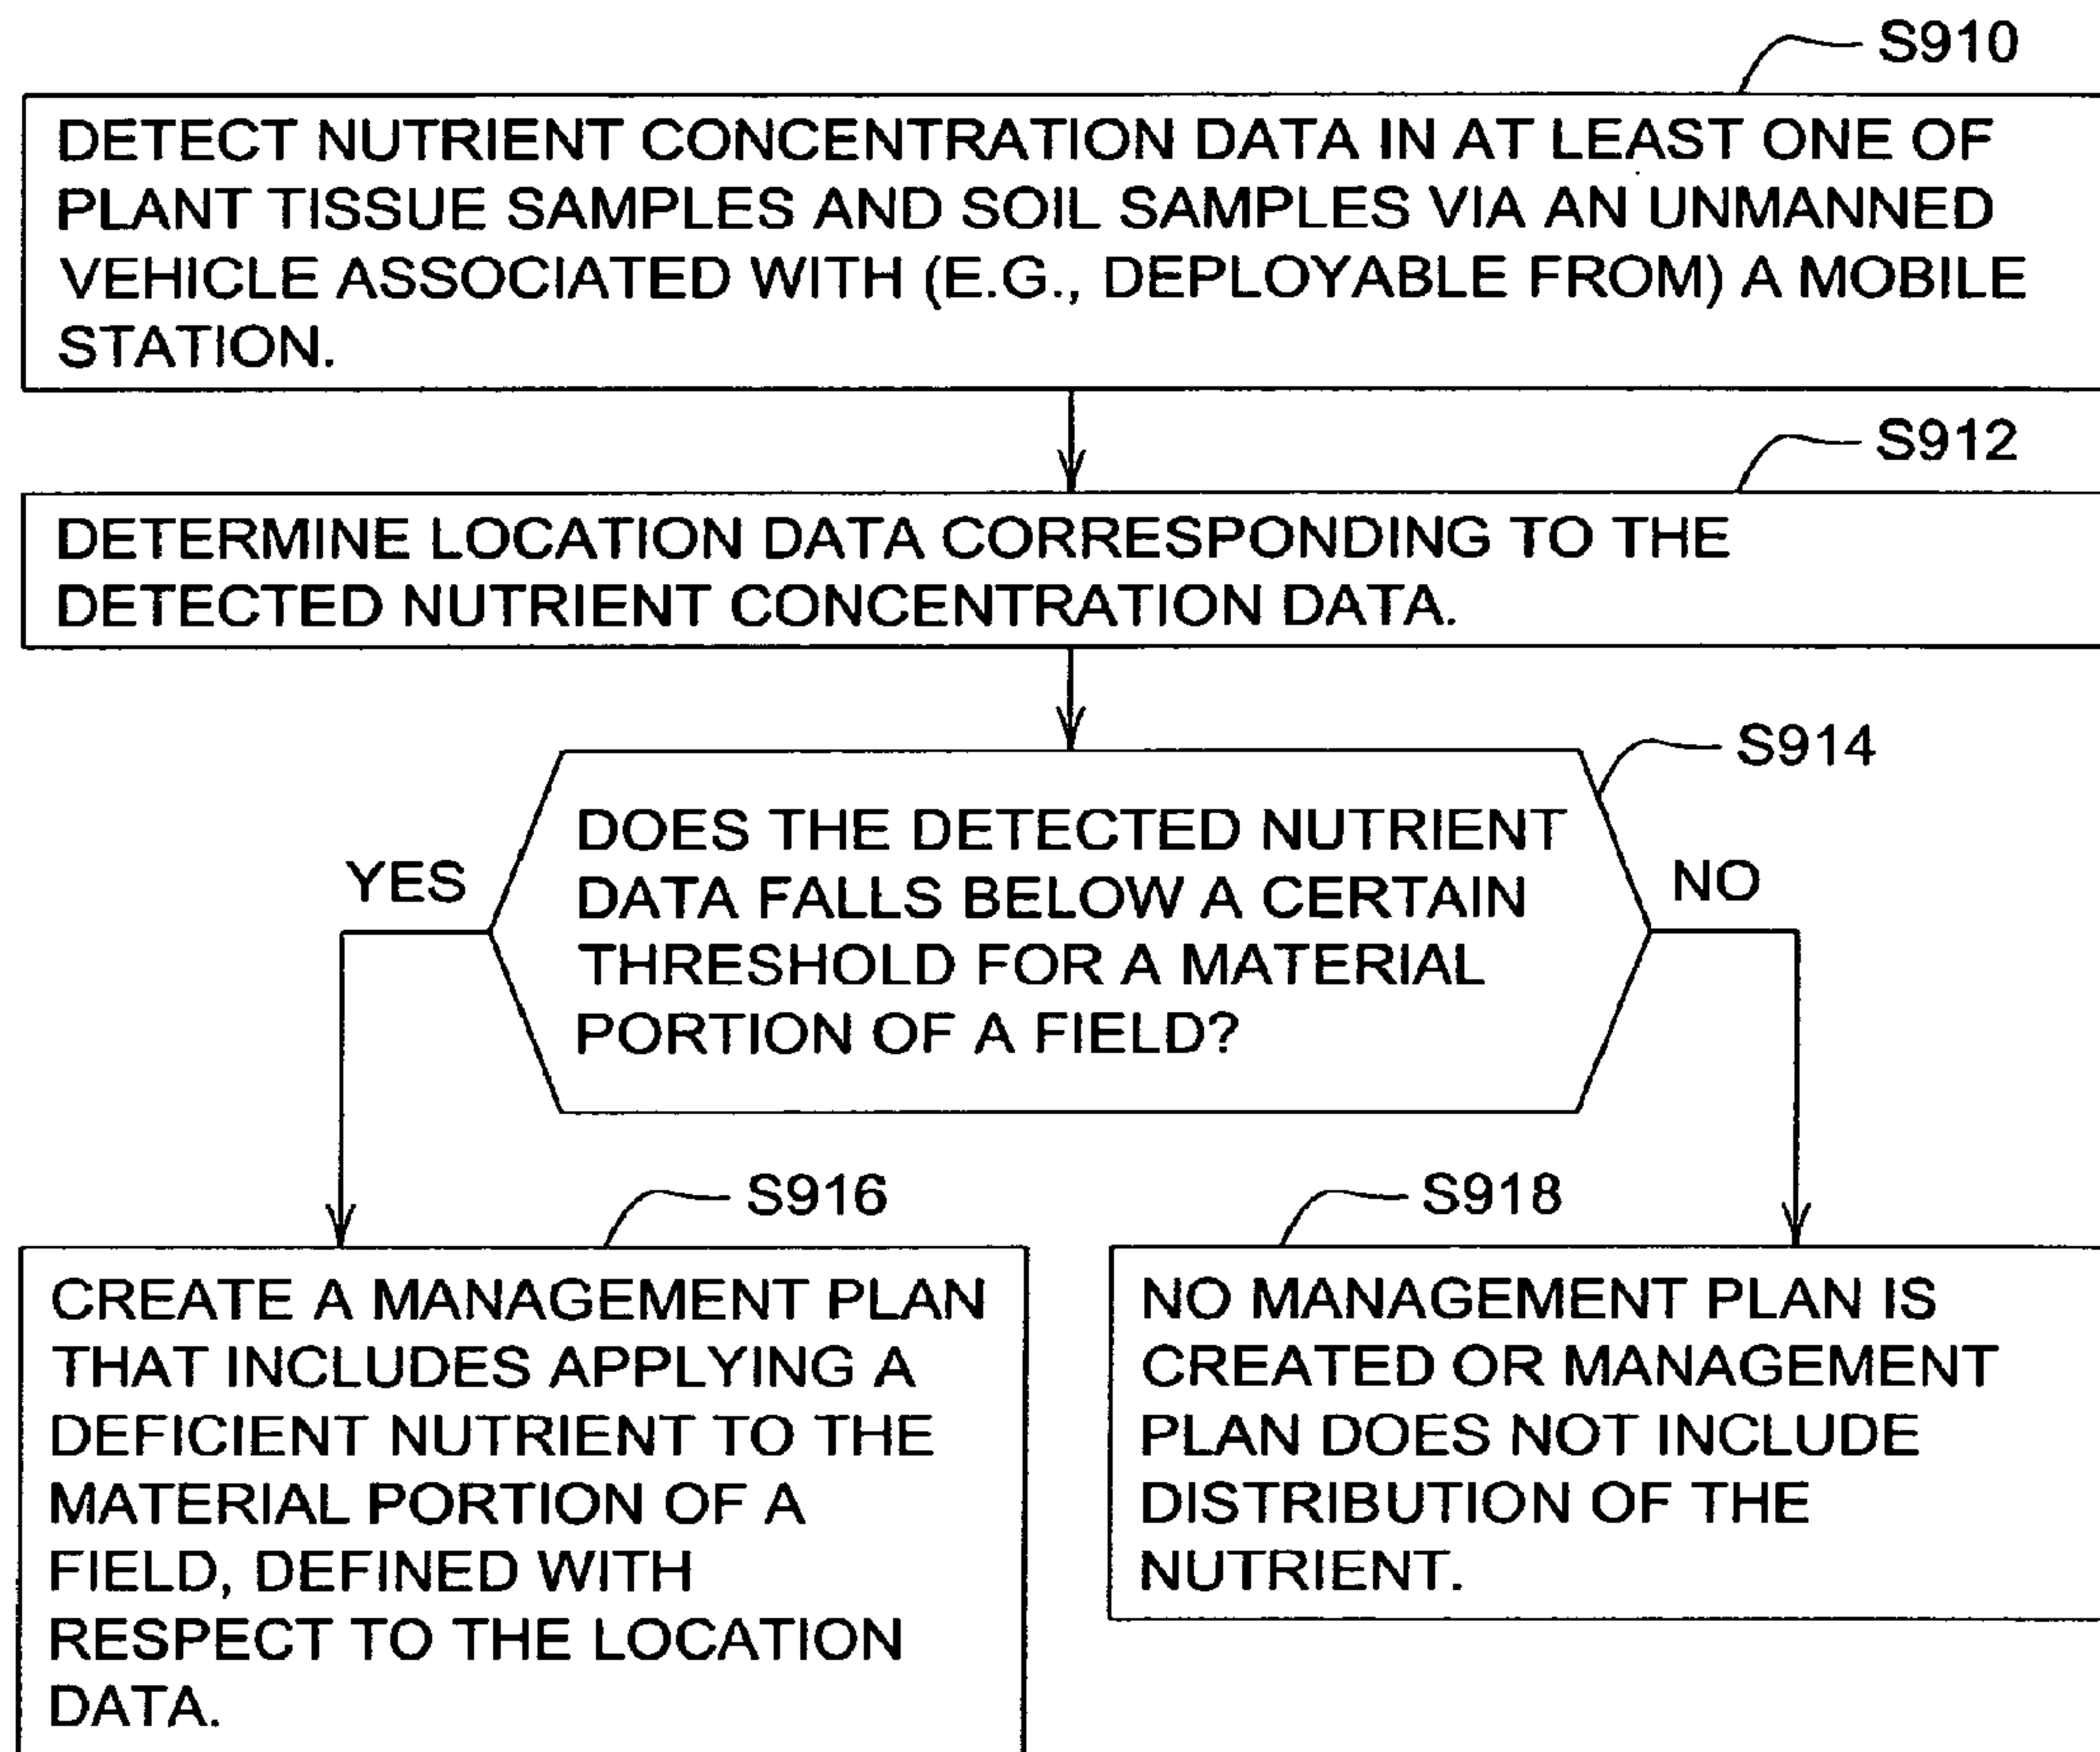 S910
DETECT NUTRIENT CONCENTRATION DATA IN AT LEAST ONE OF
PLANT TISSUE SAMPLES AND SOIL SAMPLES VIA AN UNMANNED
VEHICLE ASSOCIATED WITH (E.G., DEPLOYABLE FROM) A MOBILE
STATION.
S912
DETERMINE LOCATION DATA CORRESPONDING TO THE
DETECTED NUTRIENT CONCENTRATION DATA.
S914
DOES THE DETECTED NUTRIENT
DATA FALLS BELOW A CERTAIN
THRESHOLD FOR A MATERIAL
PORTION OF A FIELD?
YES
NO
S916
CREATE A MANAGEMENT PLAN
THAT INCLUDES APPLYING A
DEFICIENT NUTRIENT TO THE
MATERIAL PORTION OF A
FIELD, DEFINED WITH
RESPECT TO THE LOCATION
DATA.
S918
NO MANAGEMENT PLAN IS
CREATED OR MANAGEMENT
PLAN DOES NOT INCLUDE
DISTRIBUTION OF THE
NUTRIENT.